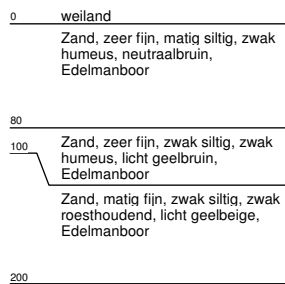 0 weiland
Zand, zeer fijn, matig siltig, zwak
humeus, neutraalbruin,
Edelmanboor
80
Zand, zeer fijn, zwak siltig, zwak
100 humeus, licht geelbruin,
Edelmanboor
Zand, matig fijn, zwak siltig, zwak
roesthoudend, licht geelbeige,
Edelmanboor
200